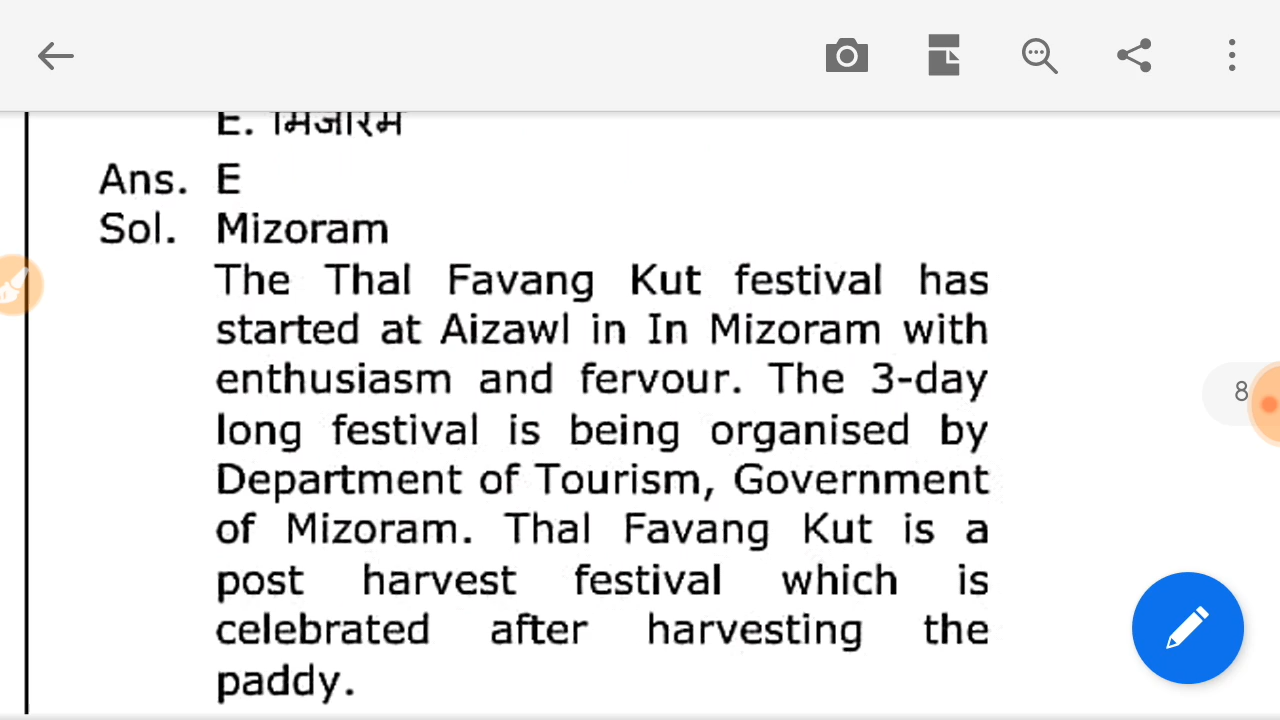 E. मिजोरम
Ans. E
Sol. Mizoram
The Thal Favang Kut festival has
started at Aizawl in In Mizoram with
enthusiasm and fervour. The 3-day
long festival is being organised by
Department of Tourism, Government
of Mizoram. Thal Favang Kut is a
post harvest festival which is
celebrated after harvesting the
paddy.
8